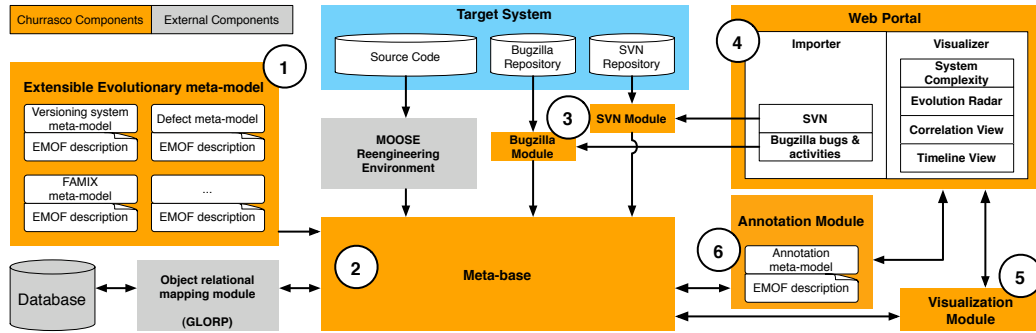 Churrasco Components
External Components
Target System
Source Code
Bugzilla
Repository
SVN
Repository
Web Portal
4
Importer
Visualizer
SVN
Bugzilla bugs &
activities
System
Complexity
Evolution Radar
Correlation View
Timeline View
1
Extensible Evolutionary meta-model
Versioning system
meta-model
EMOF description
Defect meta-model
EMOF description
FAMIX
meta-model
EMOF description
...
EMOF description
MOOSE
Reengineering
Environment
3
Bugzilla
Module
SVN Module
2
Meta-base
Annotation Module
6
Annotation
meta-model
EMOF description
5
Visualization
Module
Database
Object relational
mapping module
(GLORP)